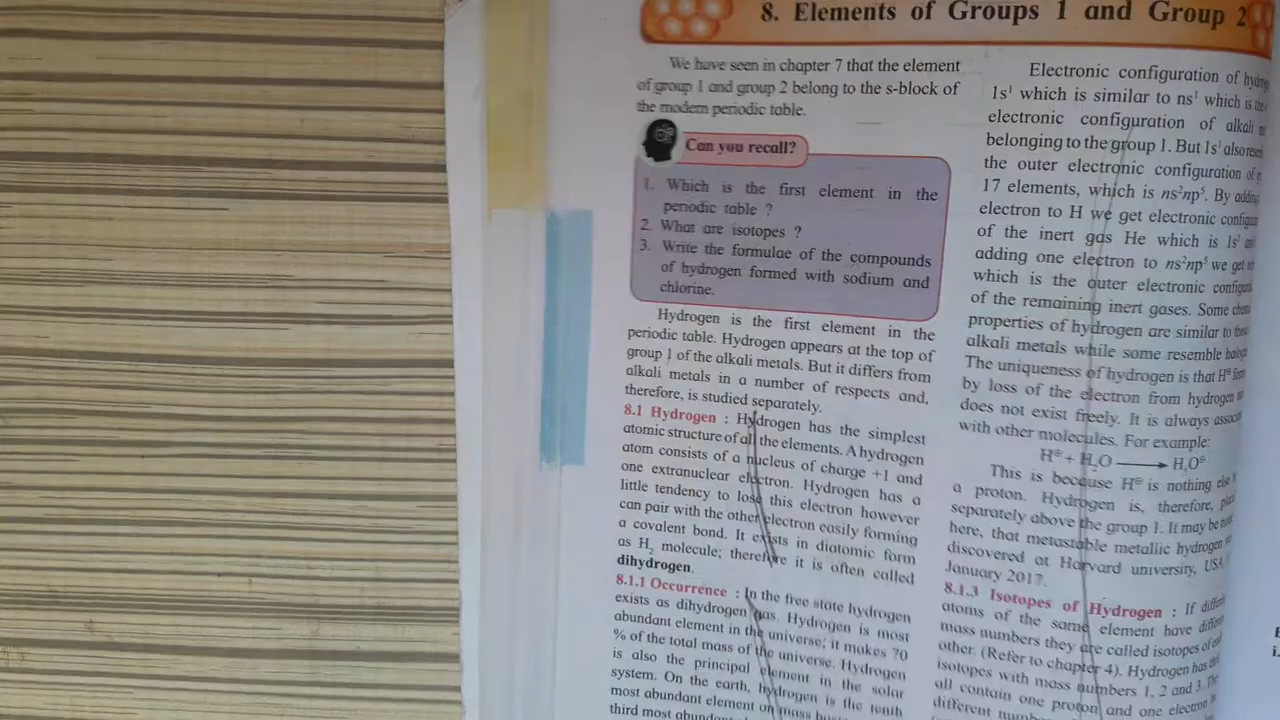 8. Elements of Groups 1 and Group 2
We have seen in chapter 7 that the element
of group 1 and group 2 belong to the s-block of
the modern periodic table.
Can you recall?
1. Which is the first element in the
periodic table ?
2. What are isotopes ?
3. Write the formulae of the compounds
of hydrogen formed with sodium and
chlorine.
Hydrogen is the first element in the
periodic table. Hydrogen appears at the top of
group 1 of the alkali metals. But it differs from
alkali metals in a number of respects and,
therefore, is studied separately.
8.1 Hydrogen : Hydrogen has the simplest
atomic structure of all the elements. A hydrogen
atom consists of a nucleus of charge +1 and
one extranuclear electron. Hydrogen has a
little tendency to lose this electron however
can pair with the other electron easily forming
a covalent bond. It exists in diatomic form
as H₂ molecule; therefore it is often called
dihydrogen.
8.1.1 Occurrence : In the free state hydrogen
exists as dihydrogen gas. Hydrogen is most
abundant element in the universe; it makes 70
% of the total mass of the universe. Hydrogen
is also the principal element in the solar
system. On the earth, hydrogen is the tenth
most abundant element on mass
third most
Electronic configuration of
1s¹ which is similar to ns¹ which is the
electronic configuration of alkali
belonging to the group 1. But 1s¹ also
the outer electronic configuration of
17 elements, which is ns²np⁵. By
electron to H we get electronic
of the inert gas He which is 1s²
adding one electron to ns²np⁵ we get
which is the outer electronic
of the remaining inert gases. Some
properties of hydrogen are similar to
alkali metals while some resemble
The uniqueness of hydrogen is that H⊕
by loss of the electron from hydrogen
does not exist freely. It is always
with other molecules. For example:
H⊕ + H₂O ⟶ H₃O⊕
This is because H⊕ is nothing else
a proton. Hydrogen is, therefore,
separately above the group 1. It may be
here, that metastable metallic hydrogen
discovered at Harvard university, USA
January 2017.
8.1.3 Isotopes of Hydrogen : If
atoms of the same element have
mass numbers they are called isotopes of
other. (Refer to chapter 4). Hydrogen has
isotopes with mass numbers 1, 2 and 3.
all contain one proton and one electron
different